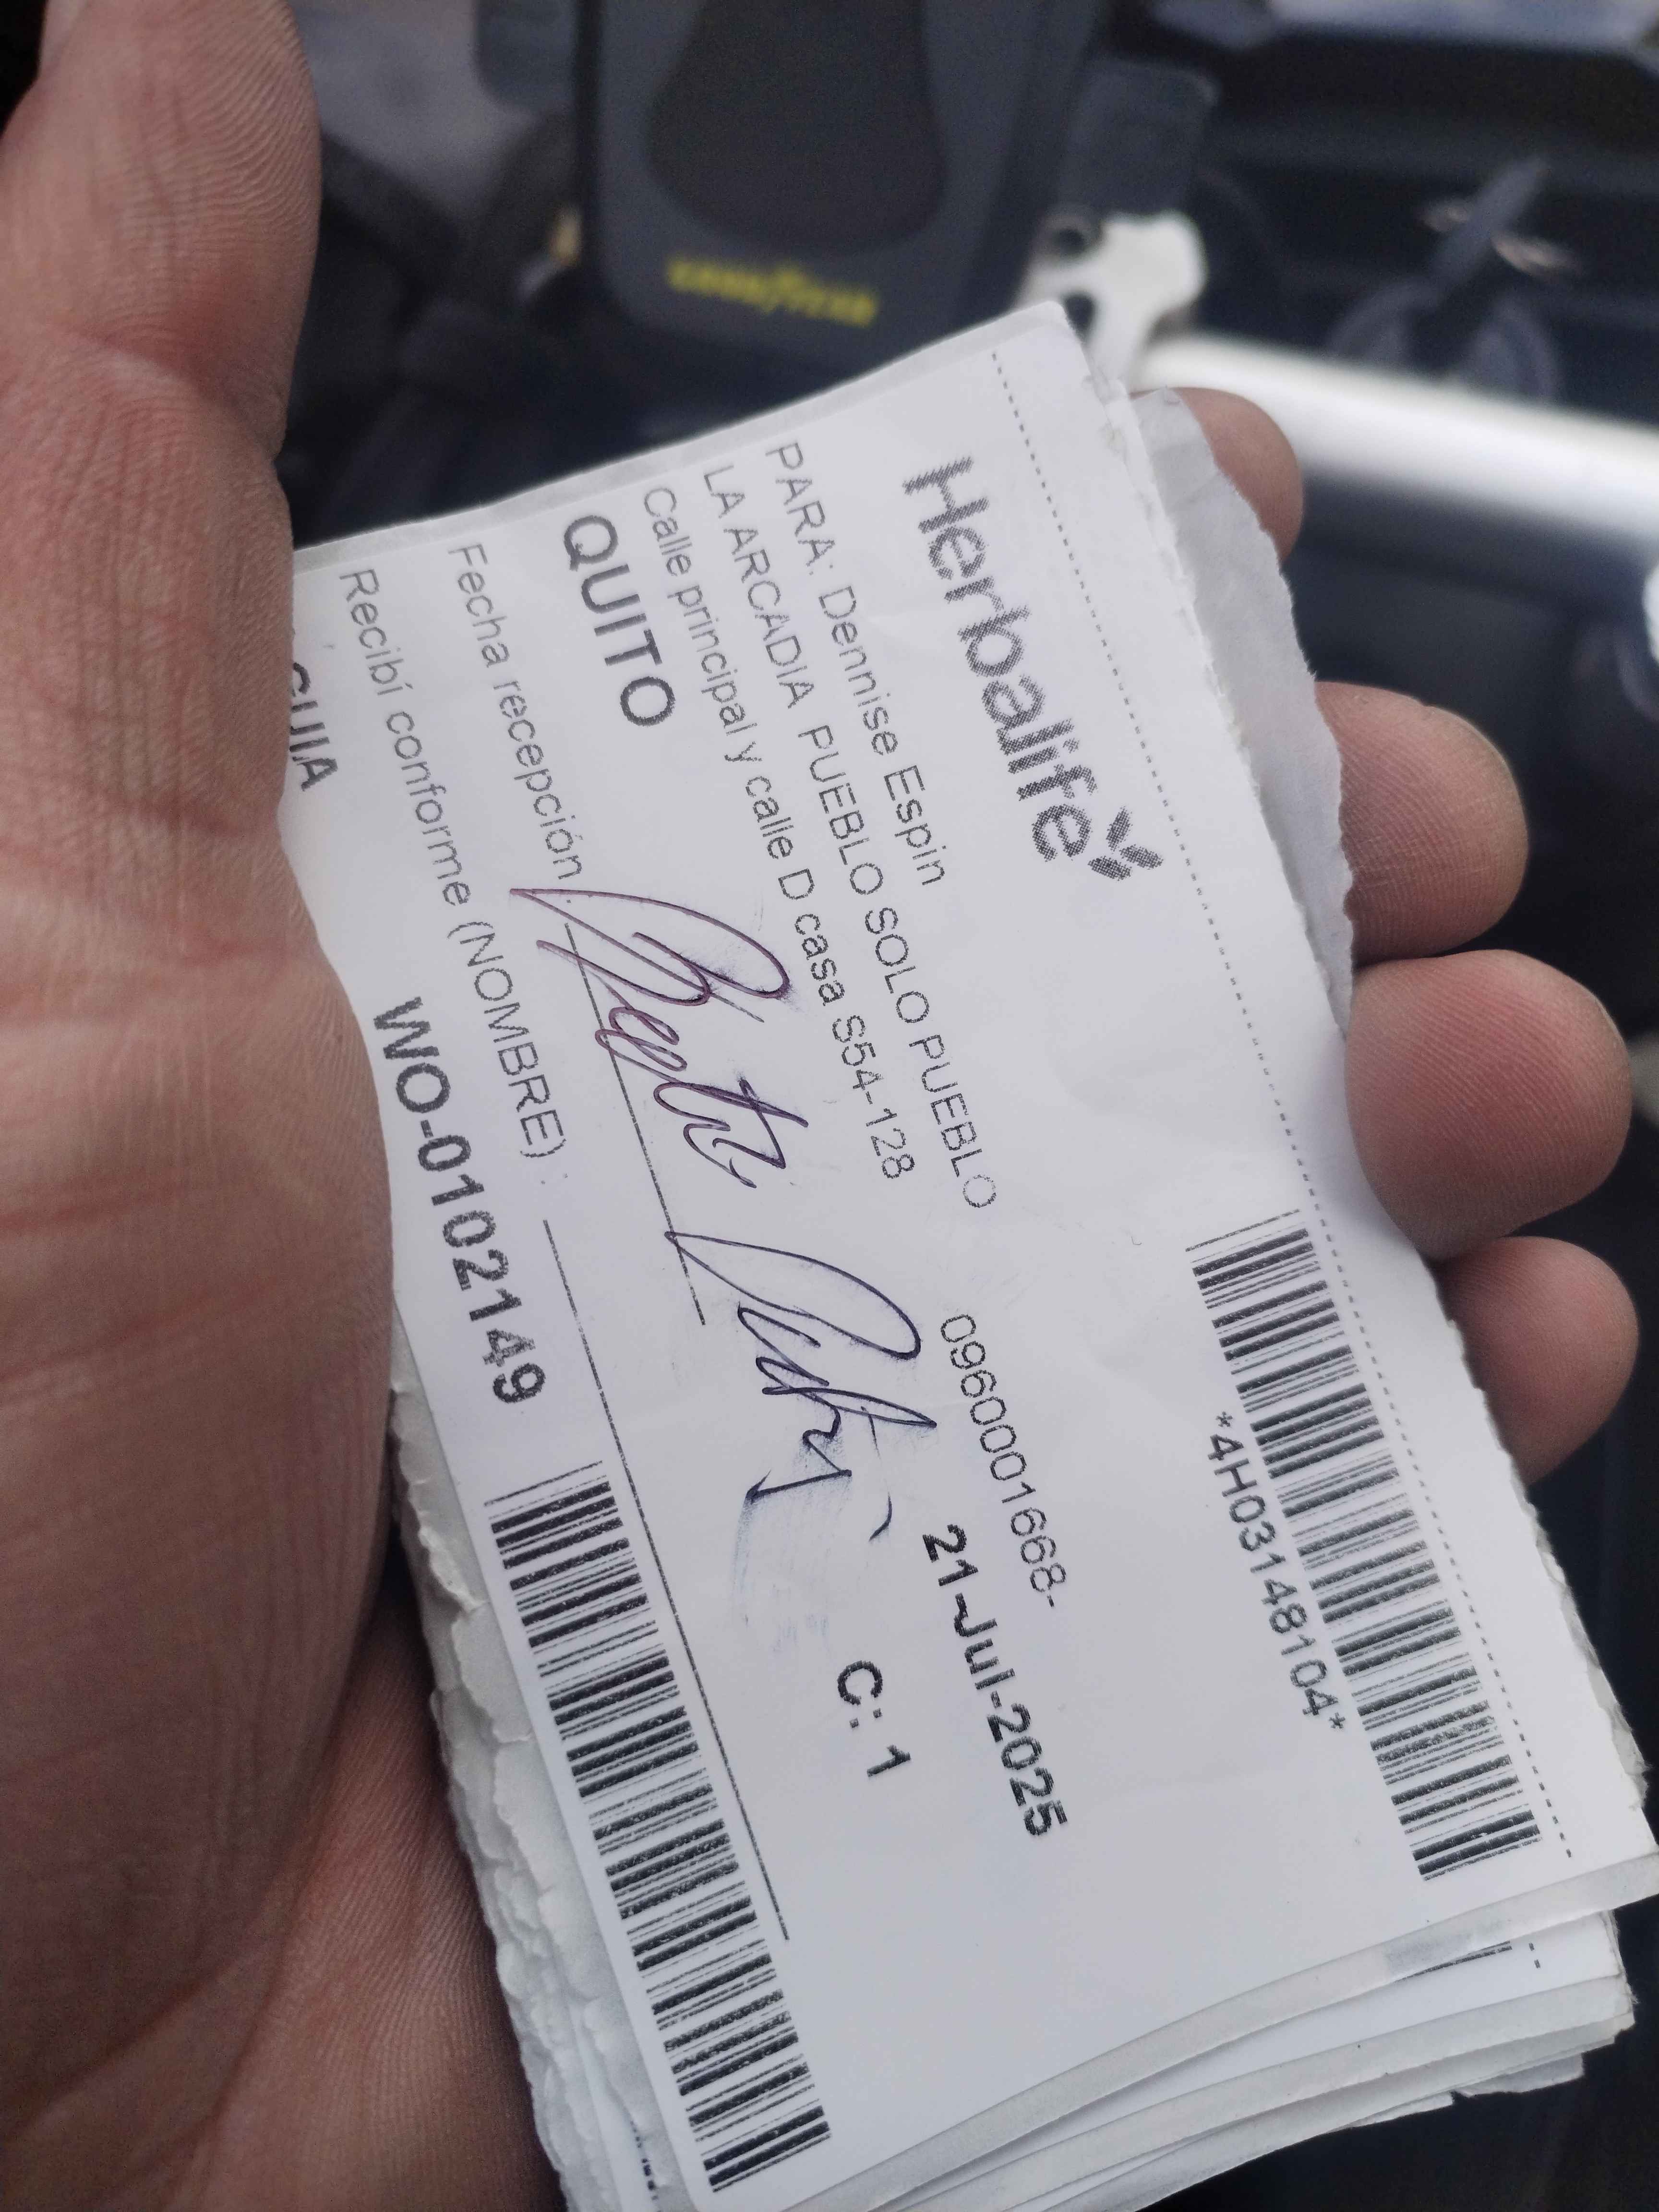 Herbalife
*4H03148104*
PARA: Dennise Espin
LA ARCADIA PUEBLO SOLO PUEBLO
0960001668-
Calle principal y calle D casa S54-128
21-Jul-2025
QUITO
C: 1
Fecha recepción
Recibí conforme (NOMBRE) :
GUIA
WO-0102149
GOODYEAR